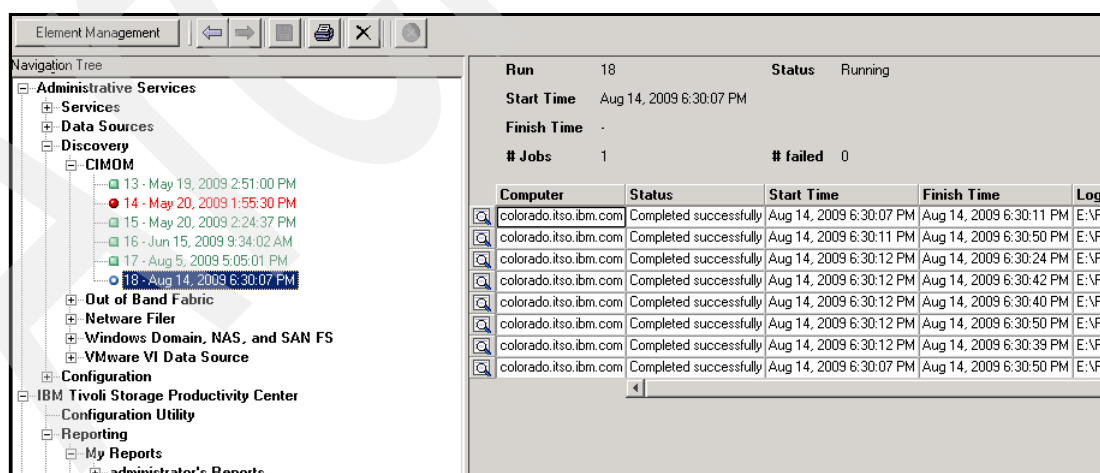 Element Management
Navigation Tree
Administrative Services
Services
Data Sources
Discovery
CIMOM
13 - May 19, 2009 2:51:00 PM
14 - May 20, 2009 1:55:30 PM
15 - May 20, 2009 2:24:37 PM
16 - Jun 15, 2009 9:34:02 AM
17 - Aug 5, 2009 5:05:01 PM
18 - Aug 14, 2009 6:30:07 PM
Out of Band Fabric
Netware Filer
Windows Domain, NAS, and SAN FS
VMware VI Data Source
Configuration
IBM Tivoli Storage Productivity Center
Configuration Utility
Reporting
My Reports
administrator's Reports
Run 18 Status Running
Start Time Aug 14, 2009 6:30:07 PM
Finish Time -
# Jobs 1 # failed 0
Computer Status Start Time Finish Time Log
colorado.itso.ibm.com Completed successfully Aug 14, 2009 6:30:07 PM Aug 14, 2009 6:30:11 PM E:\P
colorado.itso.ibm.com Completed successfully Aug 14, 2009 6:30:11 PM Aug 14, 2009 6:30:50 PM E:\P
colorado.itso.ibm.com Completed successfully Aug 14, 2009 6:30:12 PM Aug 14, 2009 6:30:24 PM E:\P
colorado.itso.ibm.com Completed successfully Aug 14, 2009 6:30:12 PM Aug 14, 2009 6:30:42 PM E:\P
colorado.itso.ibm.com Completed successfully Aug 14, 2009 6:30:12 PM Aug 14, 2009 6:30:40 PM E:\P
colorado.itso.ibm.com Completed successfully Aug 14, 2009 6:30:12 PM Aug 14, 2009 6:30:50 PM E:\P
colorado.itso.ibm.com Completed successfully Aug 14, 2009 6:30:12 PM Aug 14, 2009 6:30:39 PM E:\P
colorado.itso.ibm.com Completed successfully Aug 14, 2009 6:30:07 PM Aug 14, 2009 6:30:50 PM E:\P